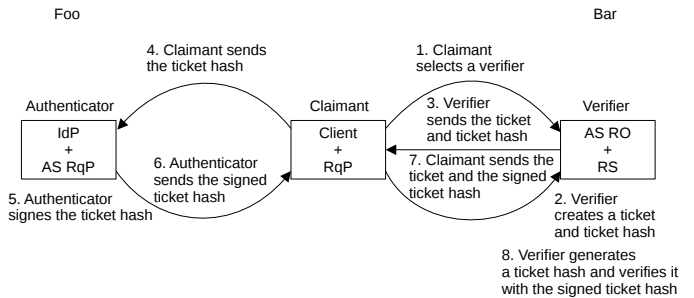 Foo
Bar
4. Claimant sends
the ticket hash
1. Claimant
selects a verifier
Authenticator
Claimant
Verifier
3. Verifier
sends the ticket
and ticket hash
IdP
+
AS RqP
Client
+
RqP
AS RO
+
RS
6. Authenticator
sends the signed
ticket hash
7. Claimant sends the
ticket and the signed
ticket hash
5. Authenticator
signes the ticket hash
2. Verifier
creates a ticket
and ticket hash
8. Verifier generates
a ticket hash and verifies it
with the signed ticket hash